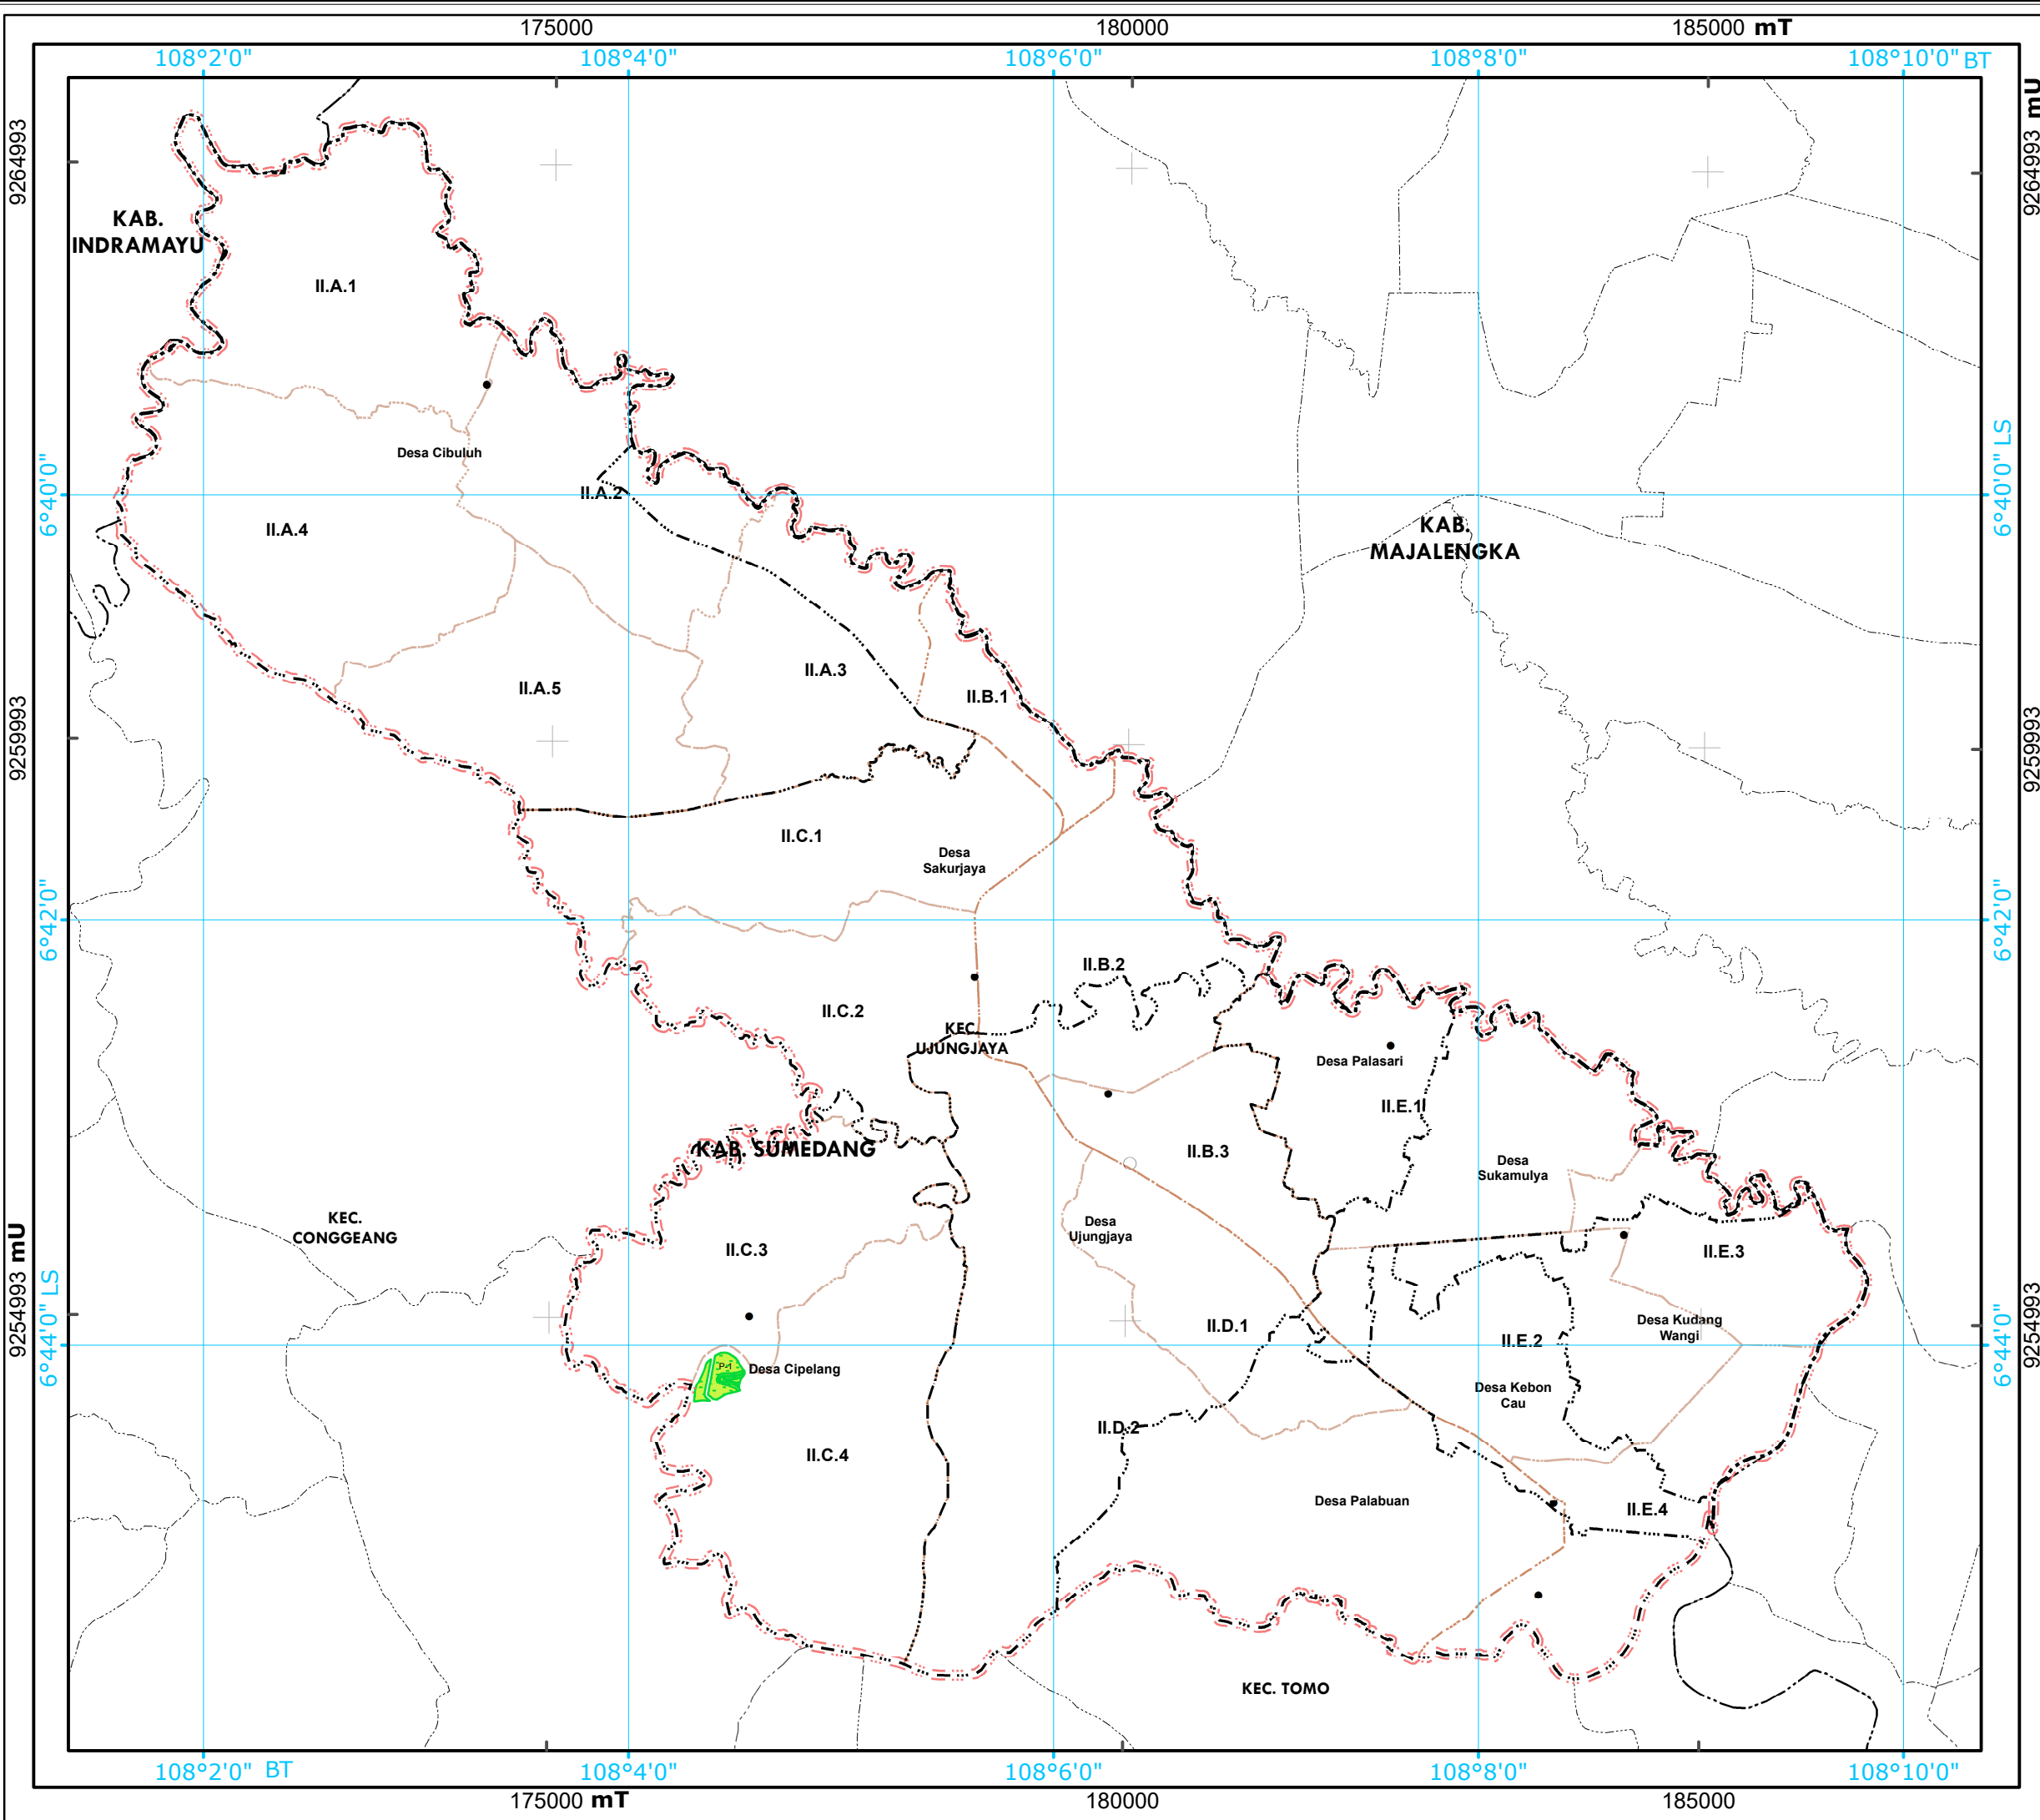 175000
180000
185000 mT
108°2'0"
108°4'0"
108°6'0"
108°8'0"
108°10'0" BT
9264993
9264993 mU
KAB.
INDRAMAYU
II.A.1
Desa Cibuluh
6°40'0"
II.A.2
6°40'0" LS
II.A.4
KAB.
MAJALENGKA
II.A.3
II.A.5
II.B.1
9259993
9259993
II.C.1
Desa
Sakurjaya
6°42'0"
6°42'0"
II.B.2
II.C.2
KEC.
UJUNGJAYA
Desa Palasari
II.E.1
KAB. SUMEDANG
II.B.3
Desa
Sukamulya
KEC.
CONGGEANG
Desa
Ujungjaya
II.C.3
II.E.3
9254993 mU
6°44'0" LS
II.D.1
II.E.2
Desa Kudang
Wangi
6°44'0"
9254993
P-1
Desa Cipelang
Desa Kebon
Cau
II.D.2
II.C.4
Desa Palabuan
II.E.4
KEC. TOMO
108°2'0" BT
108°4'0"
108°6'0"
108°8'0"
108°10'0"
175000 mT
180000
185000